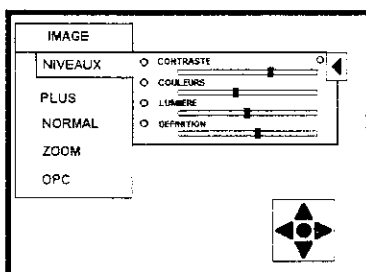 IMAGE
NIVEAUX
CONTRASTE
COULEURS
LUMIERE
DEFINITION
PLUS
NORMAL
ZOOM
OPC